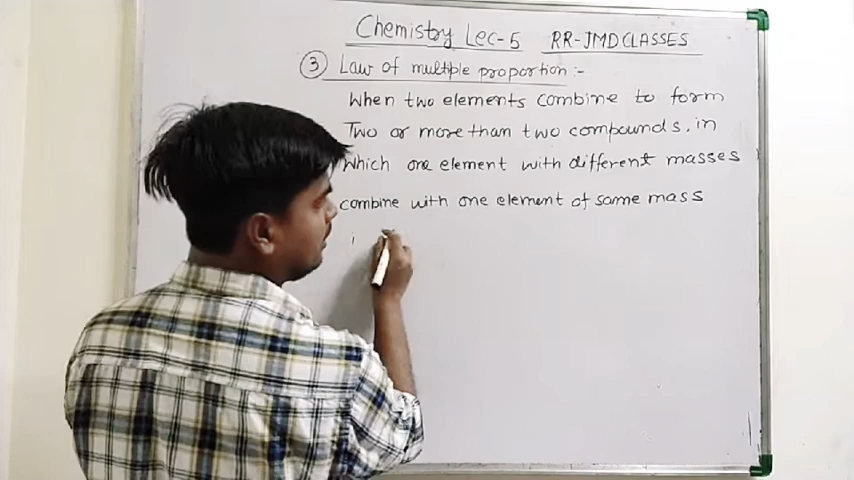 Chemistry Lec-5 RR-JMD CLASSES
3 Law of multiple proportion :-
When two elements combine to form
Two or more than two compounds. in
Which one element with different masses
combine with one element of same mass
i